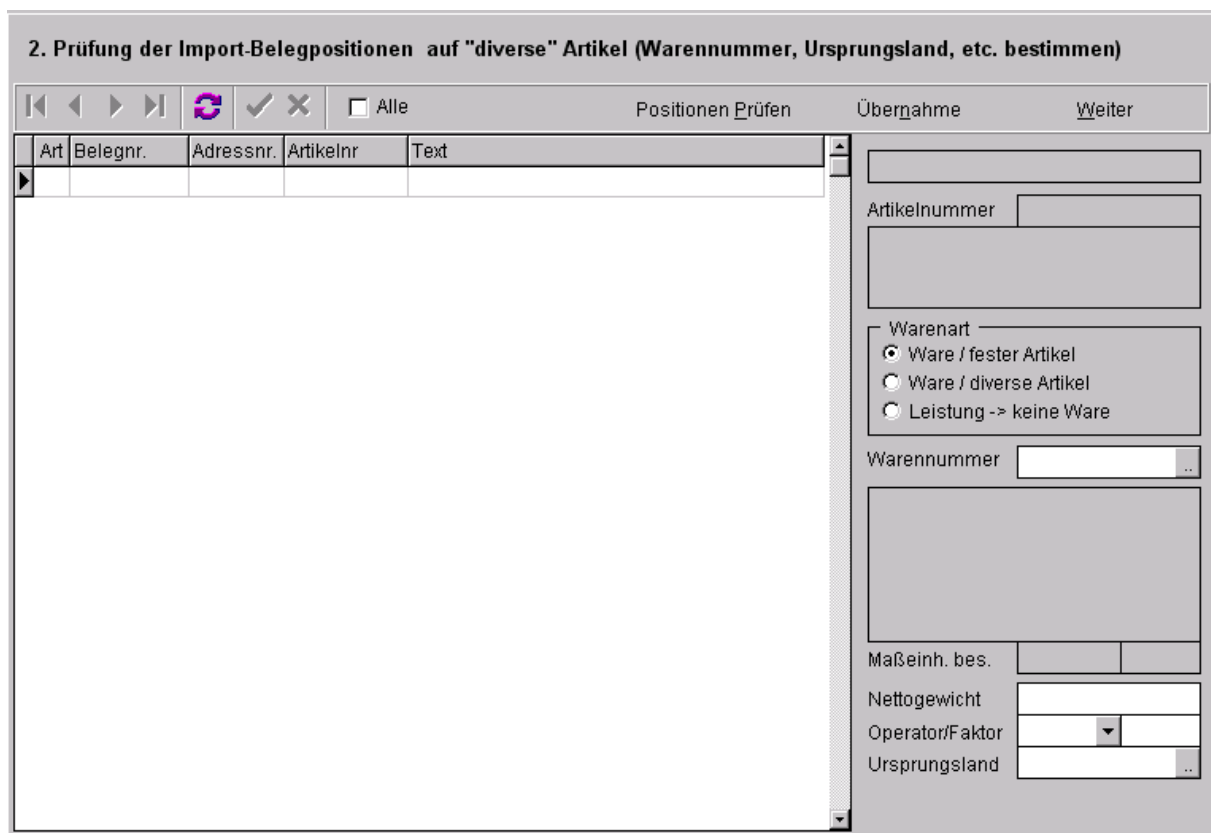 2. Prüfung der Import-Belegpositionen auf "diverse" Artikel (Warennummer, Ursprungsland, etc. bestimmen)
Alle Positionen Prüfen Übernahme Weiter
Art Belegnr. Adressnr. Artikelnr Text
Artikelnummer
Warenart
Ware / fester Artikel
Ware / diverse Artikel
Leistung -> keine Ware
Warennummer ..
Maßeinh. bes.
Nettogewicht
Operator/Faktor
Ursprungsland ..